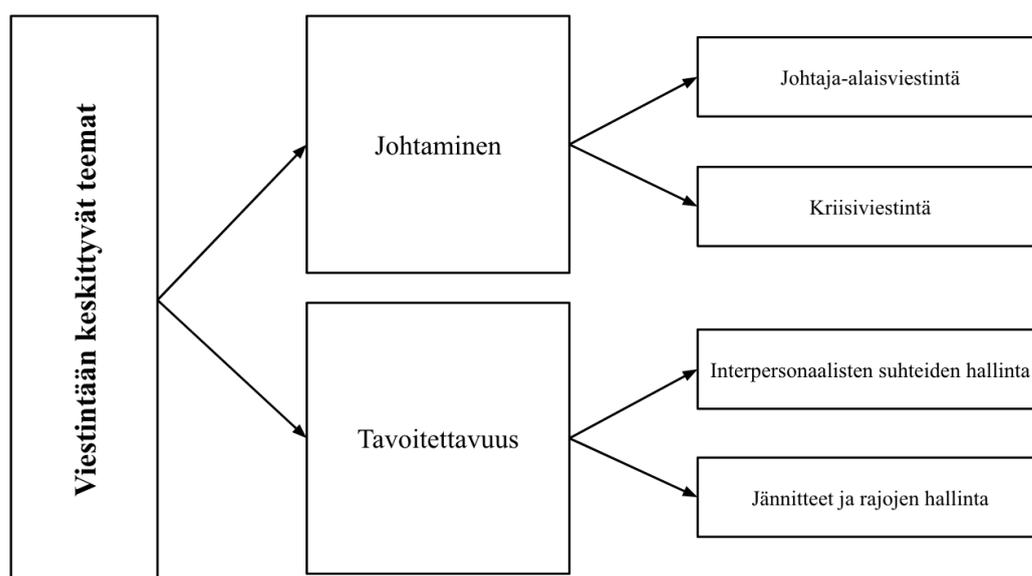 Viestintään keskittyvät teemat
Johtaminen
Johtaja-alaisviestintä
Kriisiviestintä
Tavoitettavuus
Interpersonaalisten suhteiden hallinta
Jännitteet ja rajojen hallinta